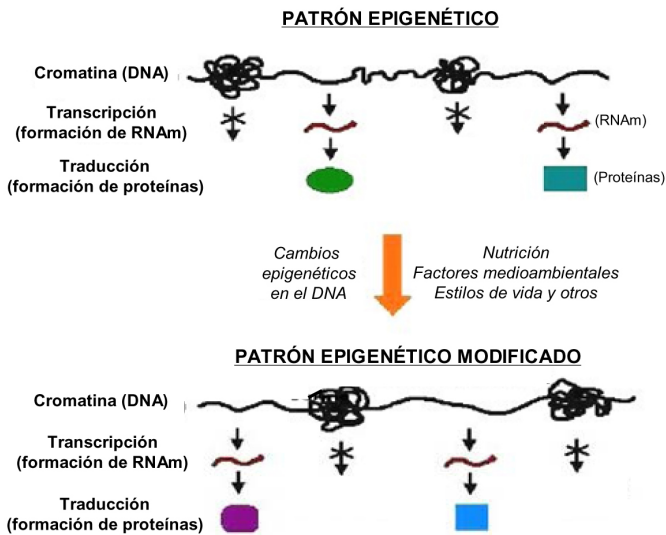 PATRÓN EPIGENÉTICO
Cromatina (DNA)
Transcripción
(formación de RNAm)
(RNAm)
Traducción
(formación de proteínas)
(Proteínas)
Cambios
epigenéticos
en el DNA
Nutrición
Factores medioambientales
Estilos de vida y otros
PATRÓN EPIGENÉTICO MODIFICADO
Cromatina (DNA)
Transcripción
(formación de RNAm)
Traducción
(formación de proteínas)